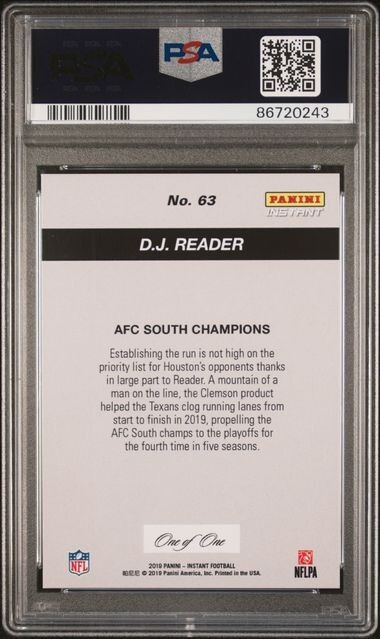 PSA
PSA
86720243
No. 63
PANINI
INSTANT
D.J. READER
AFC SOUTH CHAMPIONS
Establishing the run is not high on the
priority list for Houston's opponents thanks
in large part to Reader. A mountain of a
man on the line, the Clemson product
helped the Texans clog running lanes from
start to finish in 2019, propelling the
AFC South champs to the playoffs for
the fourth time in five seasons.
One of One
2019 PANINI – INSTANT FOOTBALL
帕尼尼 © 2019 Panini America, Inc. Printed in the USA.
NFL
NFLPA